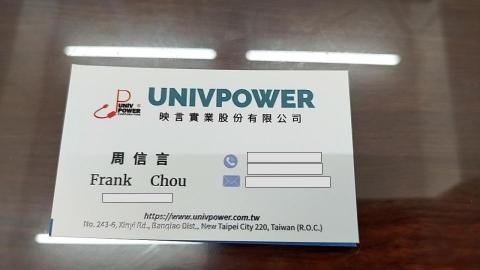 UNIV
POWER
UNIVPOWER
映言實業股份有限公司
周信言
Frank Chou
https://www.univpower.com.tw
No. 243-6, Xinyi Rd., Banqiao Dist., New Taipei City 220, Taiwan (R.O.C.)